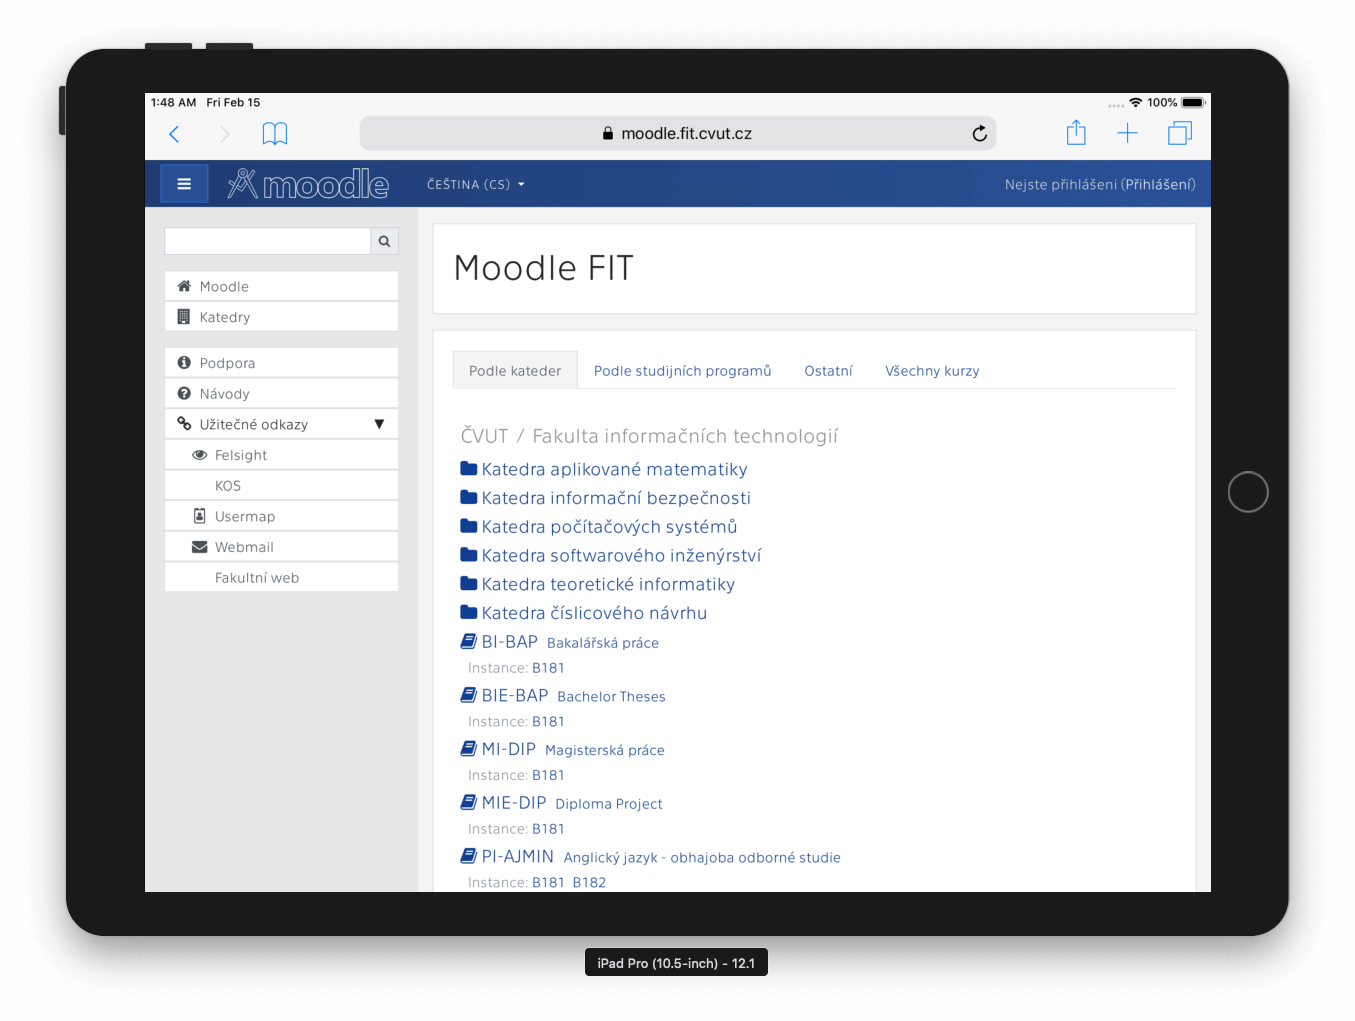 1:48 AM Fri Feb 15
100%
moodle.fit.cvut.cz
moodle
ČEŠTINA (CS)
Nejste přihlášeni (Přihlášení)
Moodle
Katedry
Podpora
Návody
Užitečné odkazy
Felsight
KOS
Usermap
Webmail
Fakultní web
Moodle FIT
Podle kateder Podle studijních programů Ostatní Všechny kurzy
ČVUT / Fakulta informačních technologií
Katedra aplikované matematiky
Katedra informační bezpečnosti
Katedra počítačových systémů
Katedra softwarového inženýrství
Katedra teoretické informatiky
Katedra číslicového návrhu
BI-BAP Bakalářská práce
Instance: B181
BIE-BAP Bachelor Theses
Instance: B181
MI-DIP Magisterská práce
Instance: B181
MIE-DIP Diploma Project
Instance: B181
PI-AJMIN Anglický jazyk - obhajoba odborné studie
Instance: B181 B182
iPad Pro (10.5-inch) - 12.1